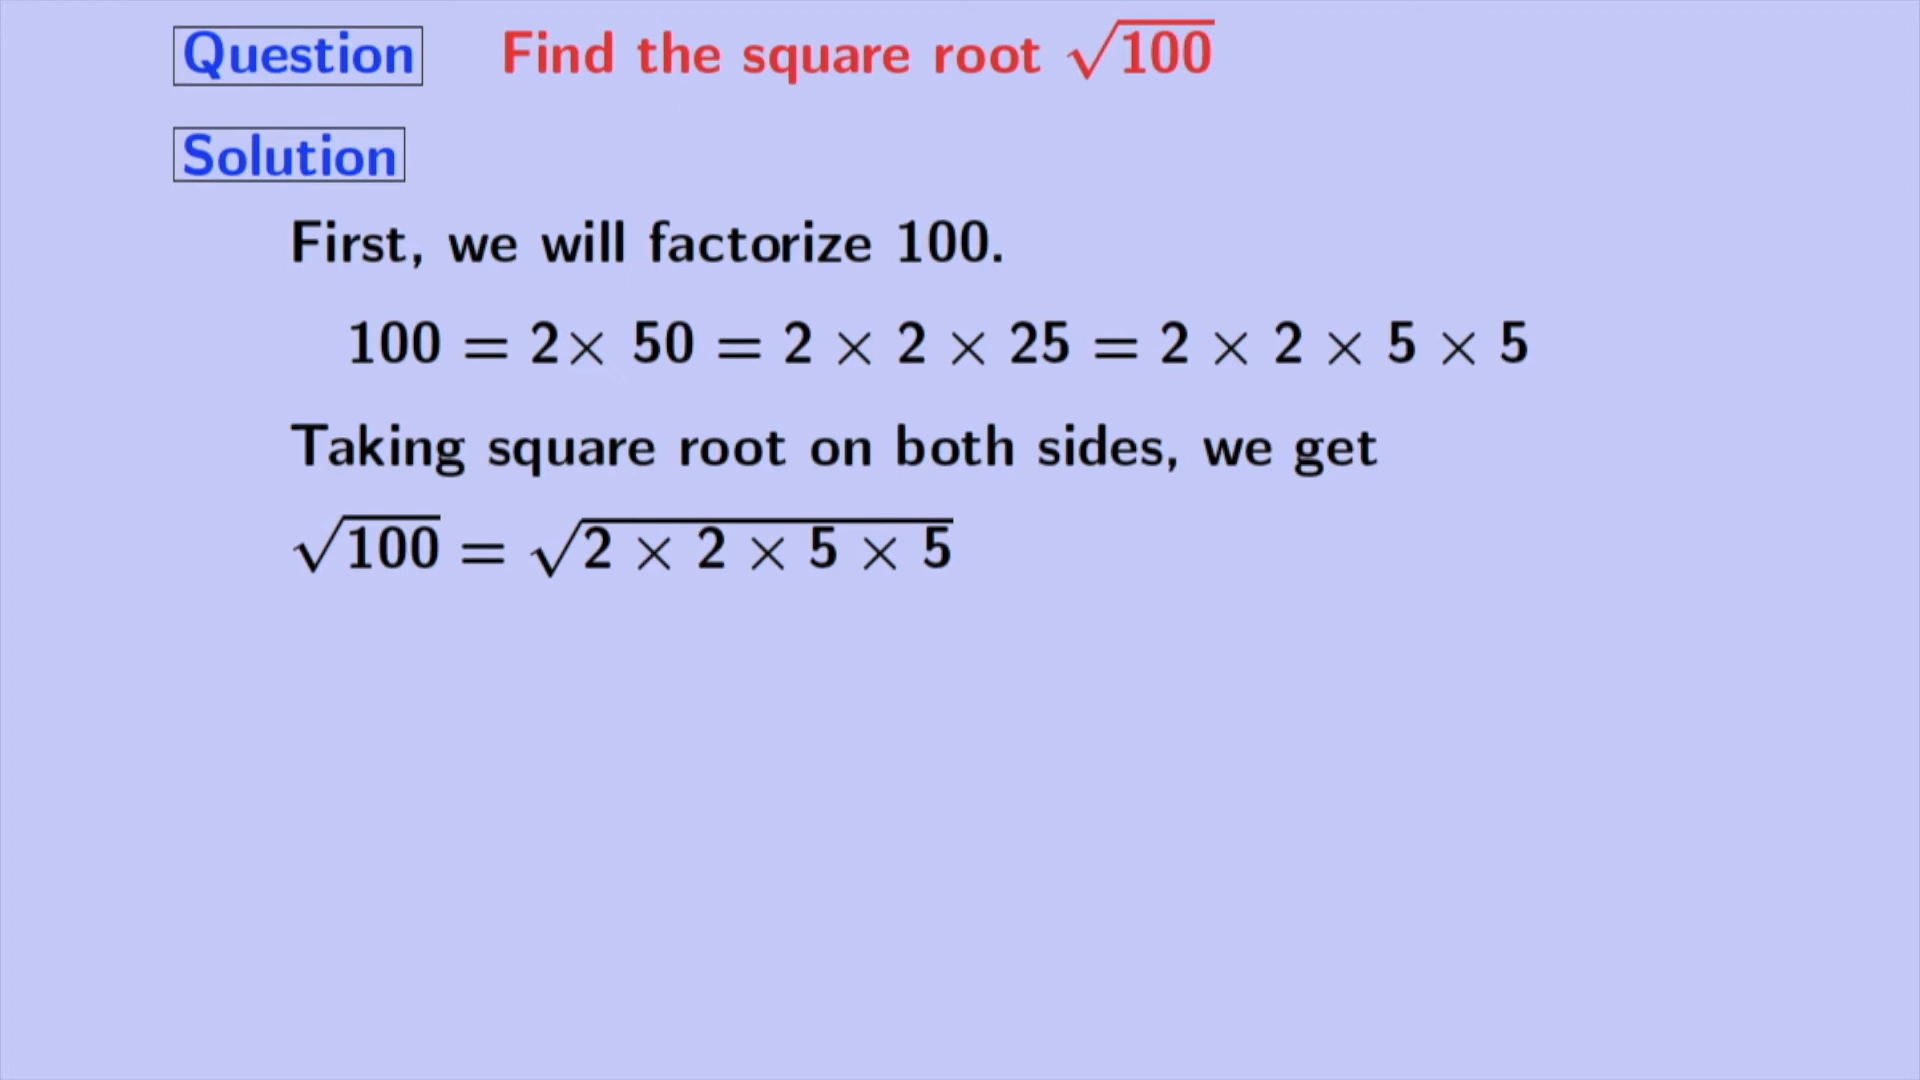 Question Find the square root √100
Solution
First, we will factorize 100.
100 = 2× 50 = 2 × 2 × 25 = 2 × 2 × 5 × 5
Taking square root on both sides, we get
√100 = √2 × 2 × 5 × 5